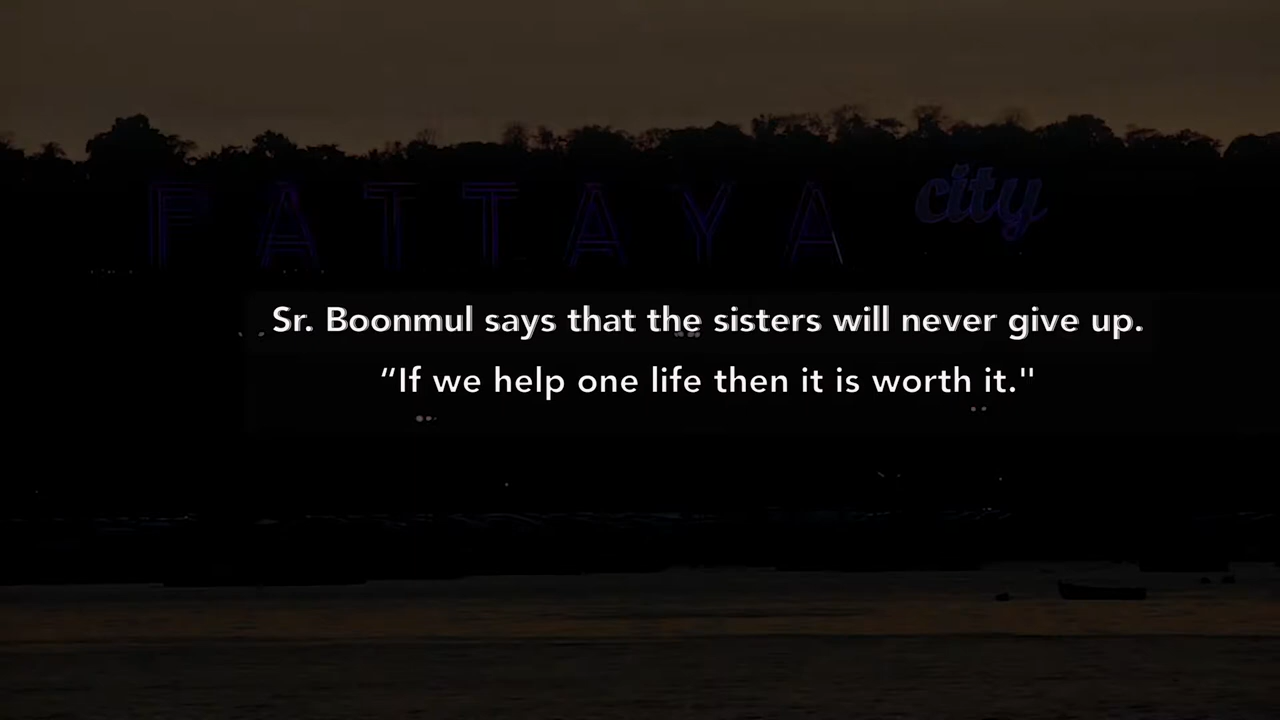 PATTAYA city
Sr. Boonmul says that the sisters will never give up.
“If we help one life then it is worth it."